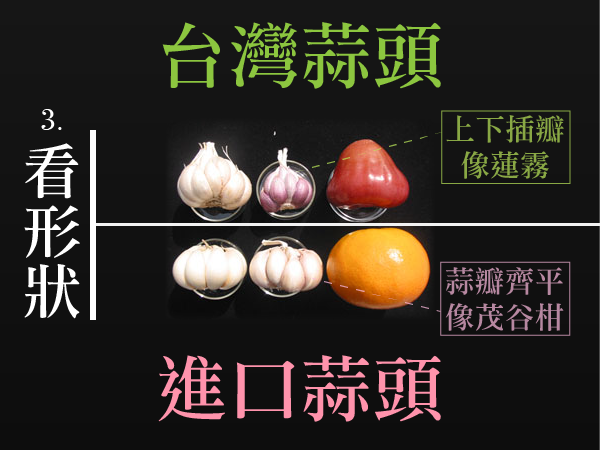 台灣蒜頭
3.
看形狀
上下插瓣
像蓮霧
蒜瓣齊平
像茂谷柑
進口蒜頭